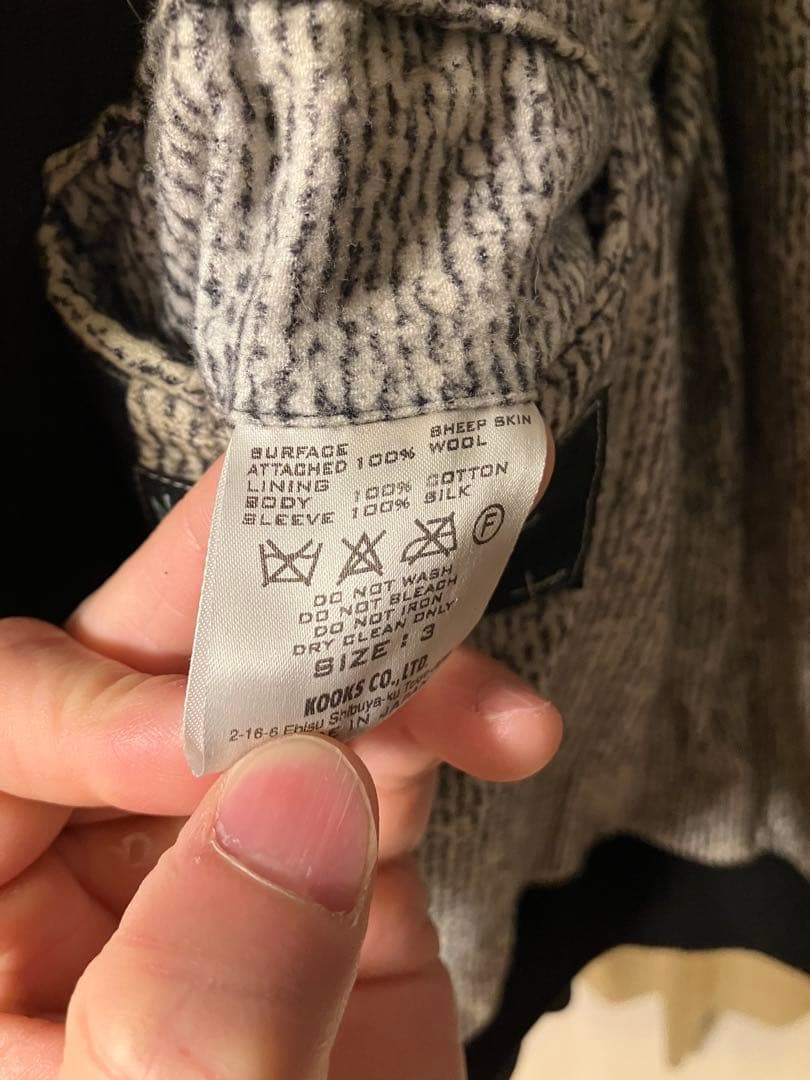 SURFACE SHEEP SKIN
ATTACHED 100% WOOL
LINING
BODY 100% COTTON
SLEEVE 100% SILK
F
DO NOT WASH
DO NOT BLEACH
DO NOT IRON
DRY CLEAN ONLY
SIZE : 3
KOOKS CO.,LTD.
2-16-6 Ebisu Shibuya-ku
IN